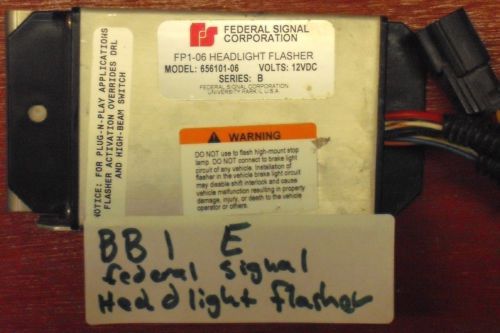 FEDERAL SIGNAL
CORPORATION
FP1-06 HEADLIGHT FLASHER
MODEL: 656101-06 VOLTS: 12VDC
SERIES: B
FEDERAL SIGNAL CORPORATION
UNIVERSITY PARK, IL U.S.A.
NOTICE: FOR PLUG-N-PLAY APPLICATIONS
FLASHER ACTIVATION OVERRIDES DRL
AND HIGH-BEAM SWITCH
WARNING
DO NOT use to flash high-mount stop
lamp. DO NOT connect to brake light
circuit of any vehicle. Installation of
flasher in the vehicle brake light circuit
may disable shift interlock and cause
vehicle malfunction resulting in property
damage, injury, or death to the vehicle
operator or others.
BB1 E
federal signal
Headlight flasher